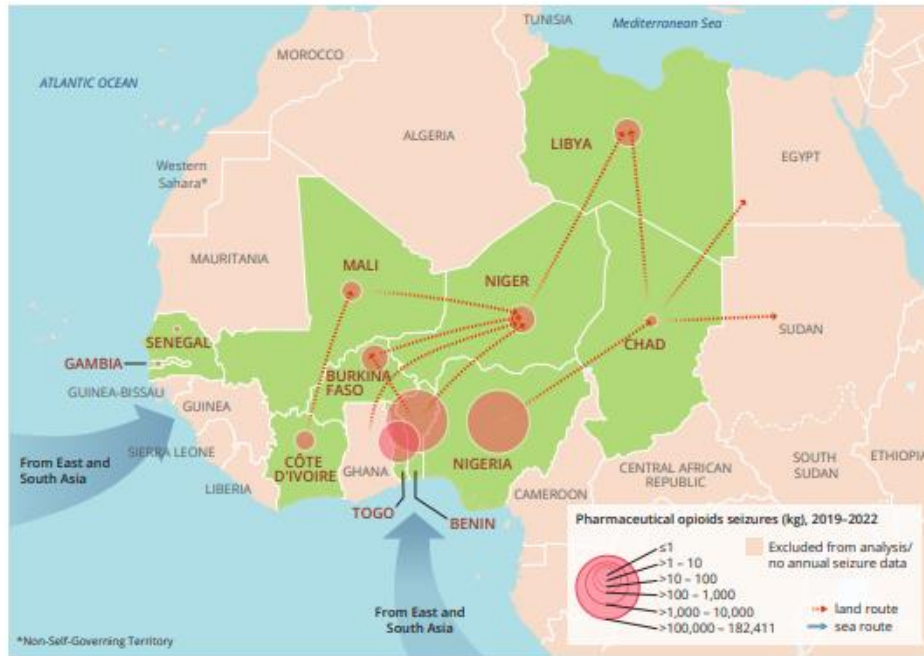 TUNISIA
Mediterranean Sea
MOROCCO
ATLANTIC OCEAN
ALGERIA
LIBYA
EGYPT
Western
Sahara*
MAURITANIA
MALI
NIGER
SENEGAL
CHAD
SUDAN
GAMBIA
BURKINA
FASO
GUINEA-BISSAU
GUINEA
SIERRA LEONE
From East and
South Asia
CÔTE
D'IVOIRE
GHANA
NIGERIA
LIBERIA
CENTRAL AFRICAN
REPUBLIC
SOUTH
SUDAN
ETHIOPIA
CAMEROON
TOGO
BENIN
From East and
South Asia
Pharmaceutical opioids seizures (kg), 2019–2022
≤1
>1 – 10
>10 – 100
>100 – 1,000
>1,000 – 10,000
>100,000 – 182,411
Excluded from analysis/
no annual seizure data
land route
sea route
*Non-Self-Governing Territory